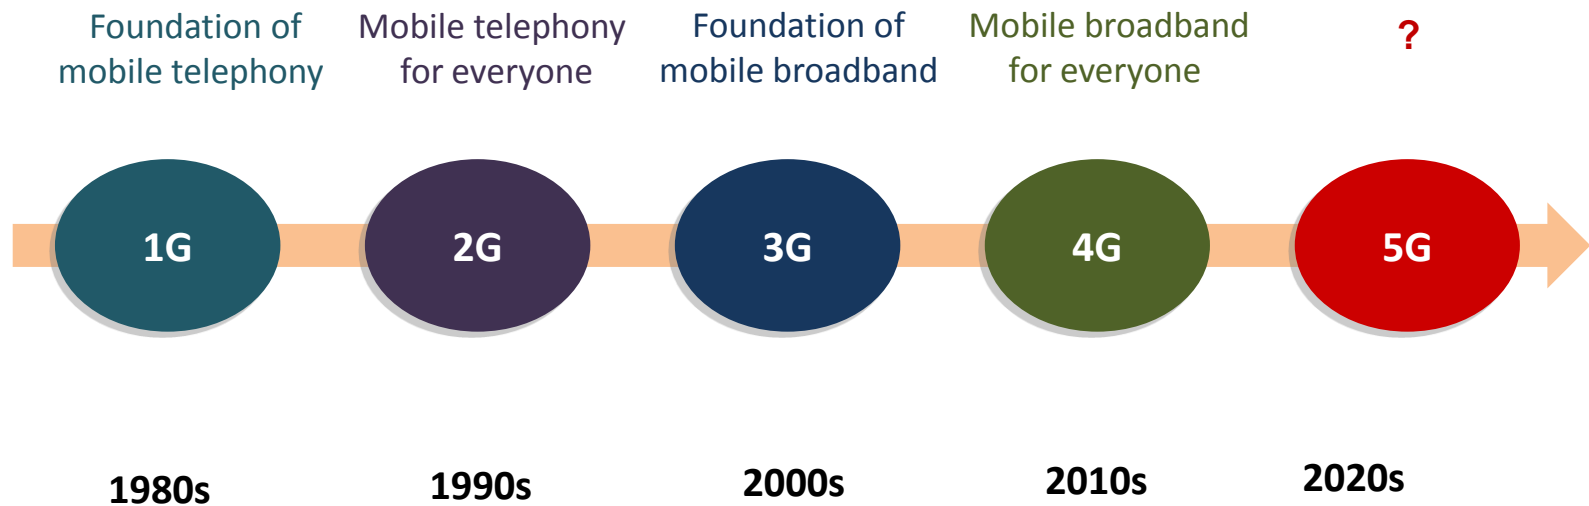 Foundation of
mobile telephony
Mobile telephony
for everyone
Foundation of
mobile broadband
Mobile broadband
for everyone
?
1G
2G
3G
4G
5G
1980s
1990s
2000s
2010s
2020s